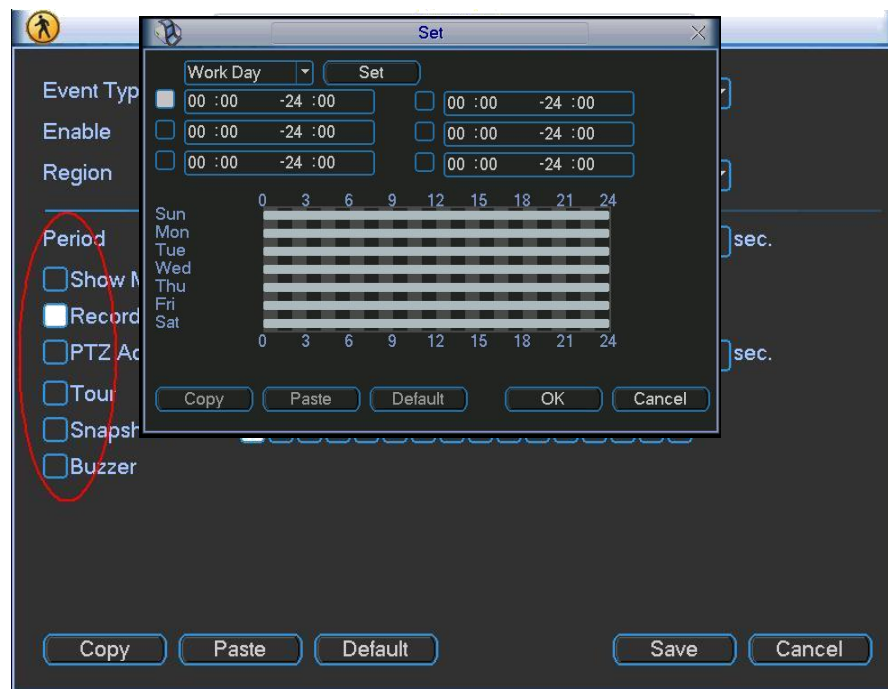 Set
Work Day Set
00 :00 -24 :00 00 :00 -24 :00
00 :00 -24 :00 00 :00 -24 :00
00 :00 -24 :00 00 :00 -24 :00
0 3 6 9 12 15 18 21 24
Sun
Mon
Tue
Wed
Thu
Fri
Sat
0 3 6 9 12 15 18 21 24
Copy Paste Default OK Cancel
Event Typ
Enable
Region
Period sec.
Show M
Record
PTZ Ac sec.
Tour
Snapsh
Buzzer
Copy Paste Default Save Cancel